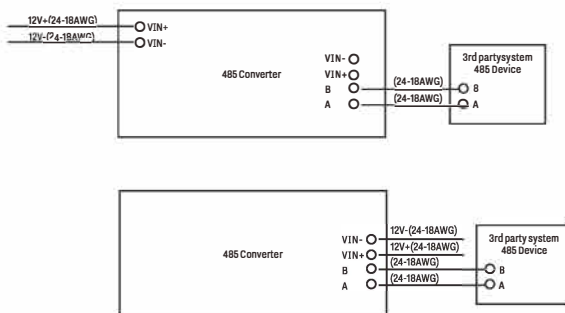 12V+(24-18AWG)
VIN+
12V-(24-18AWG)
VIN-
VIN-
3rd partysystem
485 Device
485 Converter
VIN+
B
(24-18AWG)
B
A
(24-18AWG)
A
VIN-
12V-(24-18AWG)
3rd party system
485 Device
485 Converter
VIN+
12V+(24-18AWG)
B
(24-18AWG)
B
A
(24-18AWG)
A